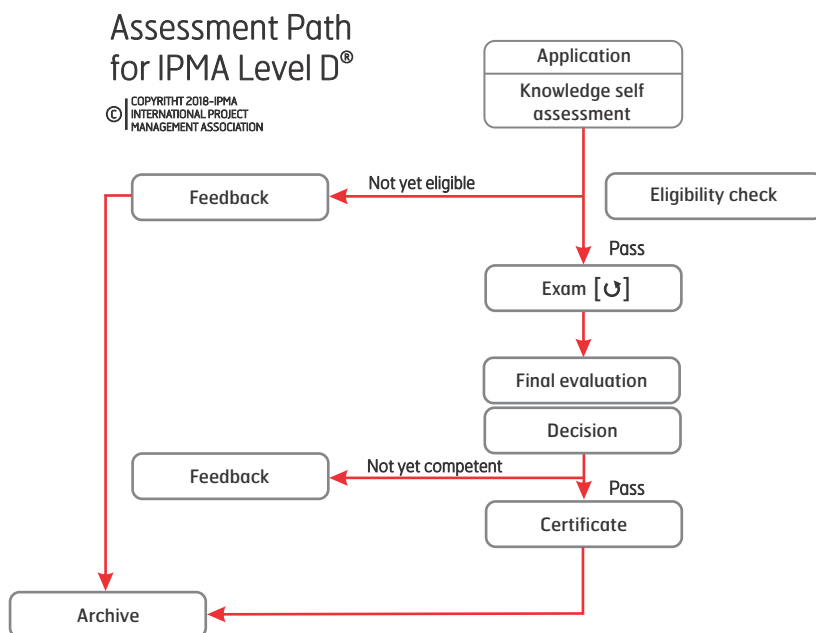 Assessment Path
for IPMA Level D®
© COPYRITHT 2018-IPMA
INTERNATIONAL PROJECT
MANAGEMENT ASSOCIATION
Application
Knowledge self
assessment
Not yet eligible
Feedback
Eligibility check
Pass
Exam [↺]
Final evaluation
Decision
Not yet competent
Feedback
Pass
Certificate
Archive